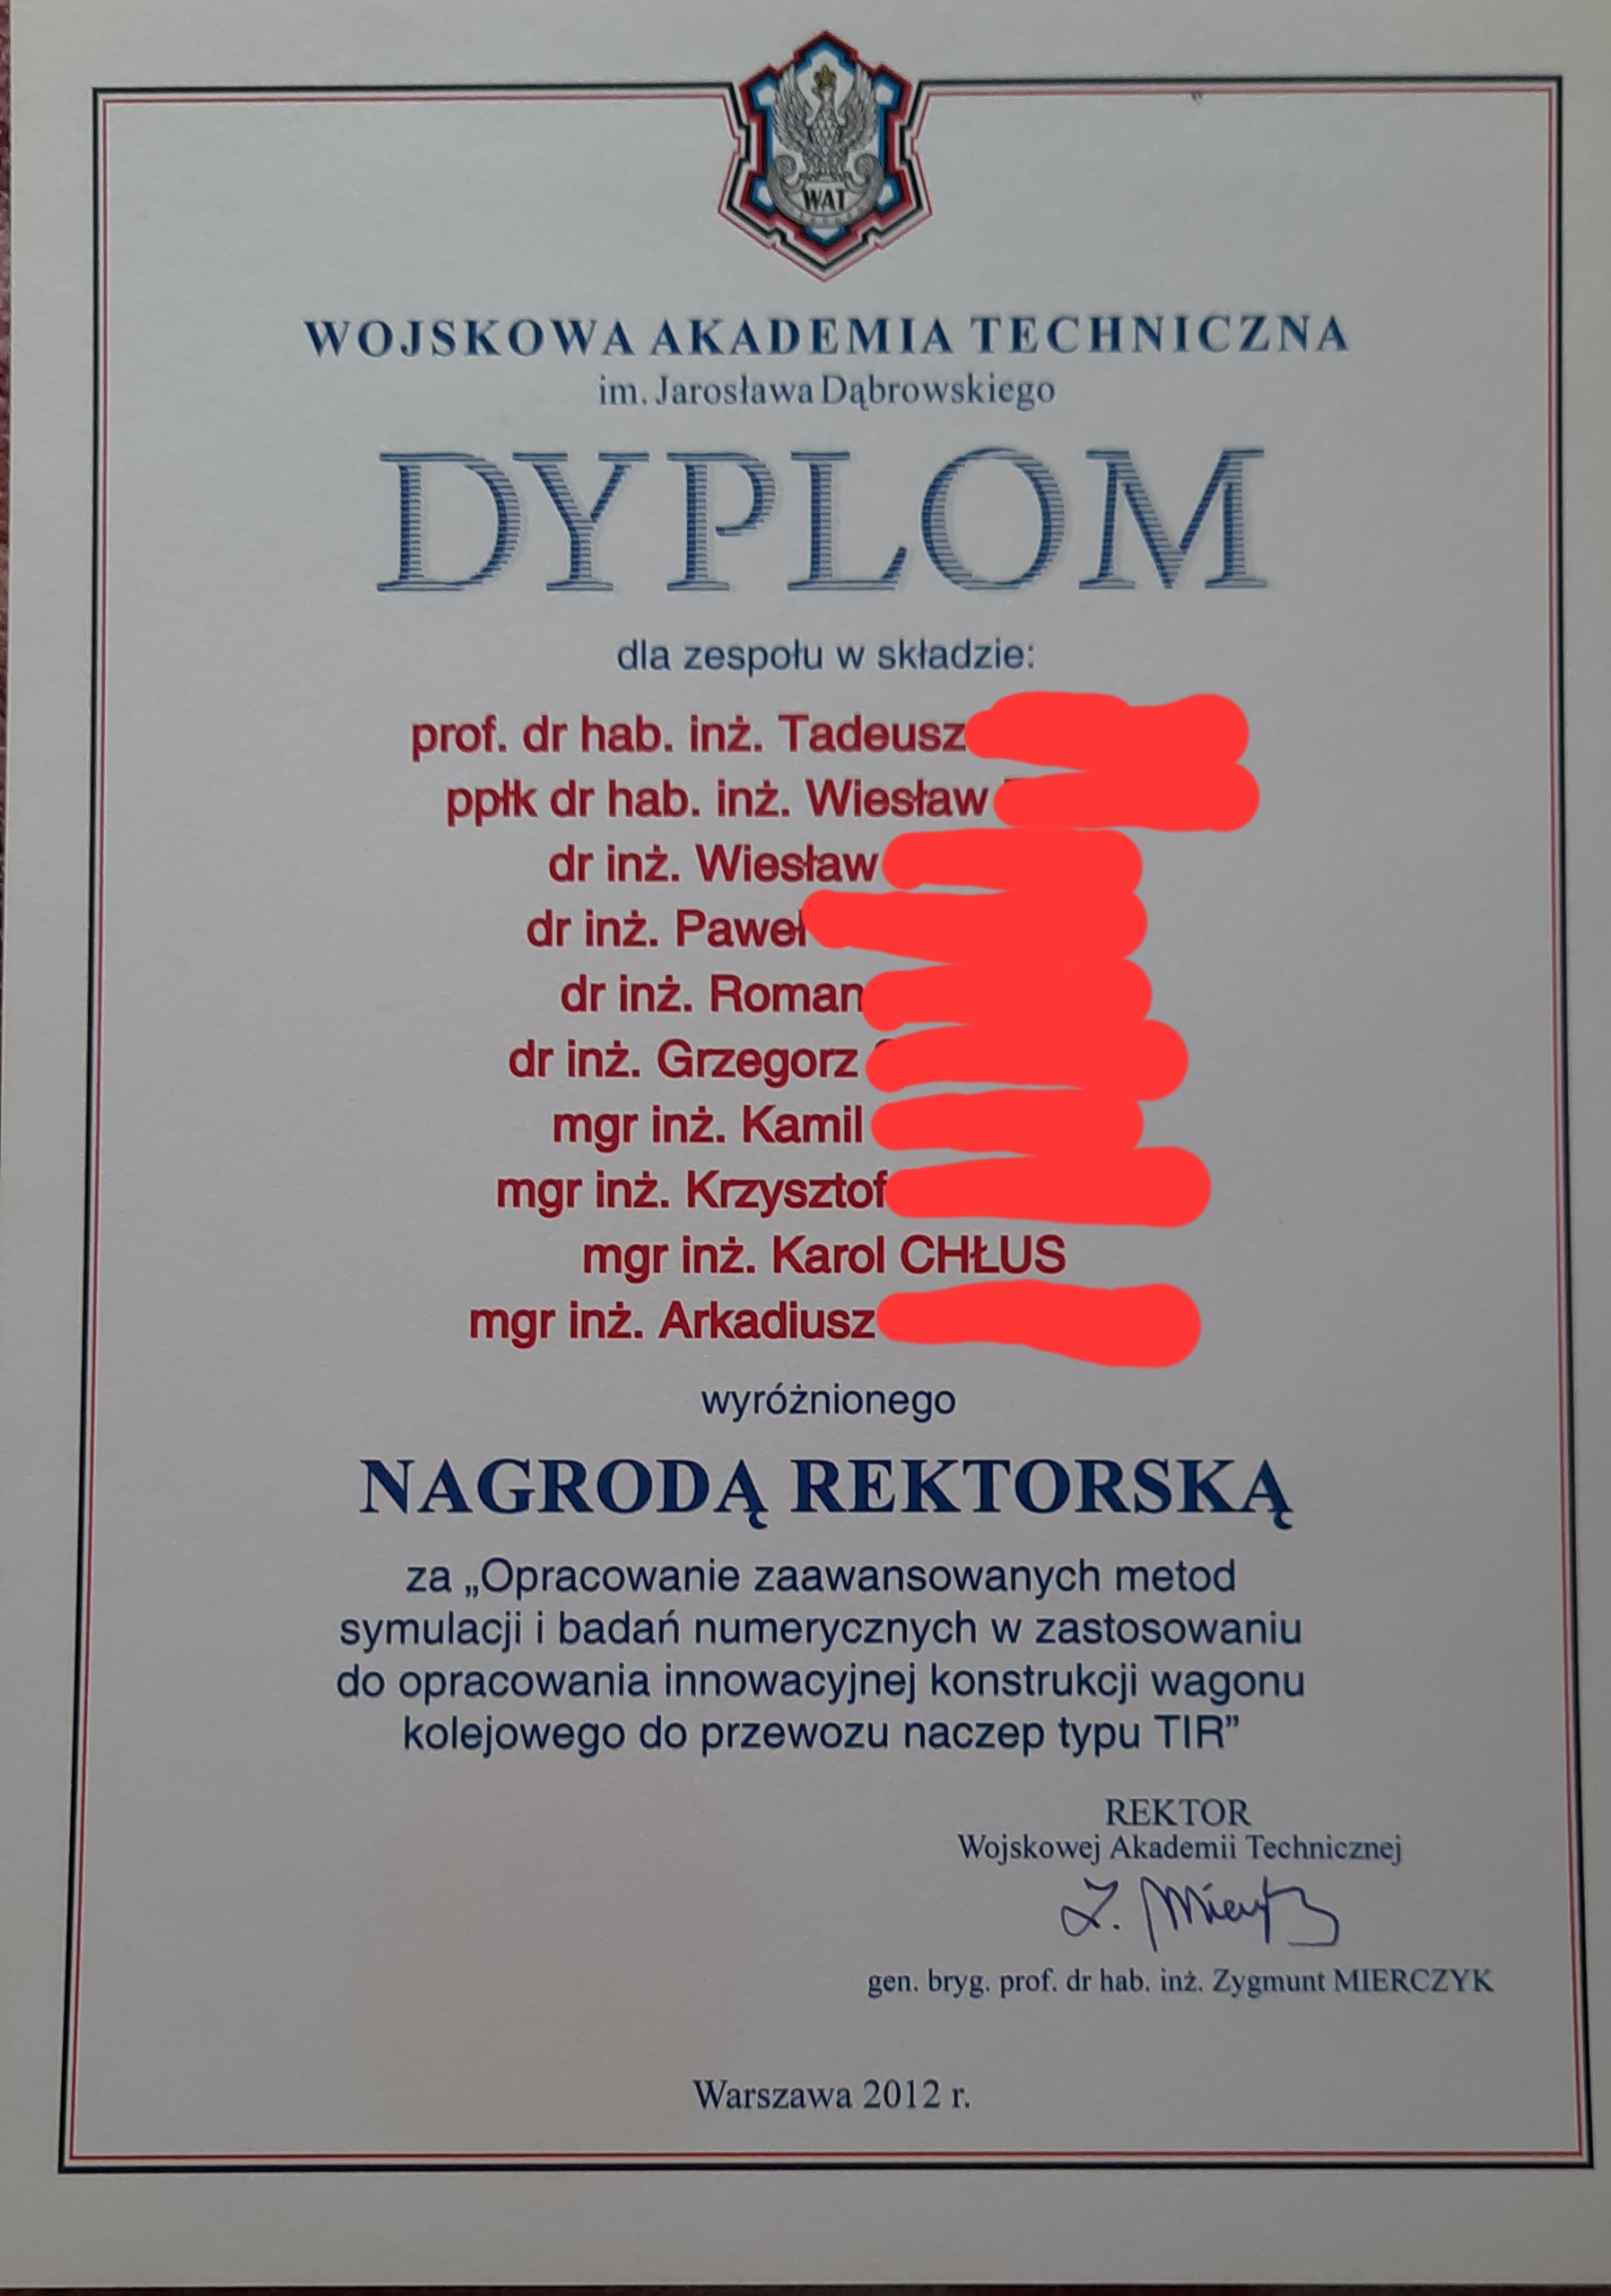 WAT
WOJSKOWA AKADEMIA TECHNICZNA
im. Jarosława Dąbrowskiego
DYPLOM
dla zespołu w składzie:
prof. dr hab. inż. Tadeusz
ppłk dr hab. inż. Wiesław
dr inż. Wiesław
dr inż. Paweł
dr inż. Roman
dr inż. Grzegorz
mgr inż. Kamil
mgr inż. Krzysztof
mgr inż. Karol CHŁUS
mgr inż. Arkadiusz
wyróżnionego
NAGRODĄ REKTORSKĄ
za „Opracowanie zaawansowanych metod
symulacji i badań numerycznych w zastosowaniu
do opracowania innowacyjnej konstrukcji wagonu
kolejowego do przewozu naczep typu TIR”
REKTOR
Wojskowej Akademii Technicznej
gen. bryg. prof. dr hab. inż. Zygmunt MIERCZYK
Warszawa 2012 r.